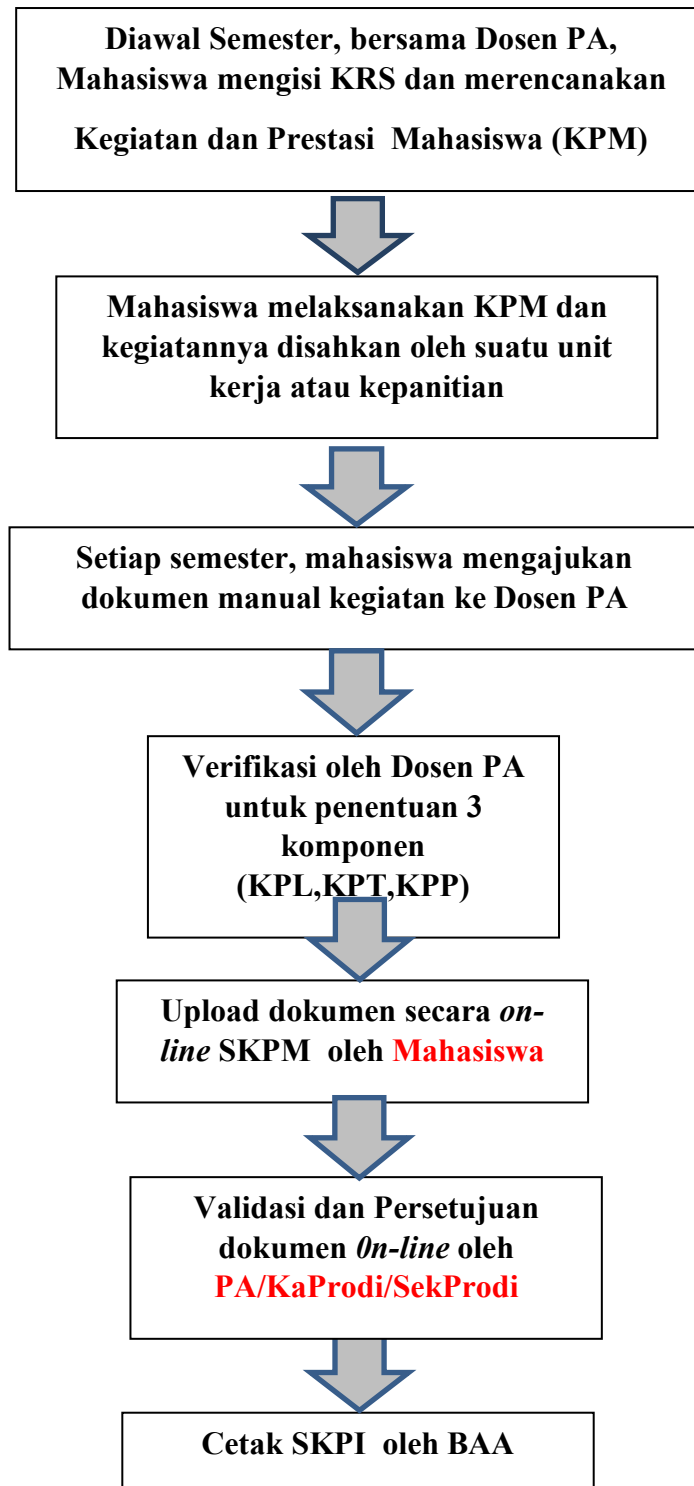 Diawal Semester, bersama Dosen PA,
Mahasiswa mengisi KRS dan merencanakan
Kegiatan dan Prestasi Mahasiswa (KPM)
Mahasiswa melaksanakan KPM dan
kegiatannya disahkan oleh suatu unit
kerja atau kepanitian
Setiap semester, mahasiswa mengajukan
dokumen manual kegiatan ke Dosen PA
Verifikasi oleh Dosen PA
untuk penentuan 3
komponen
(KPL,KPT,KPP)
Upload dokumen secara on-
line SKPM oleh Mahasiswa
Validasi dan Persetujuan
dokumen 0n-line oleh
PA/KaProdi/SekProdi
Cetak SKPI oleh BAA